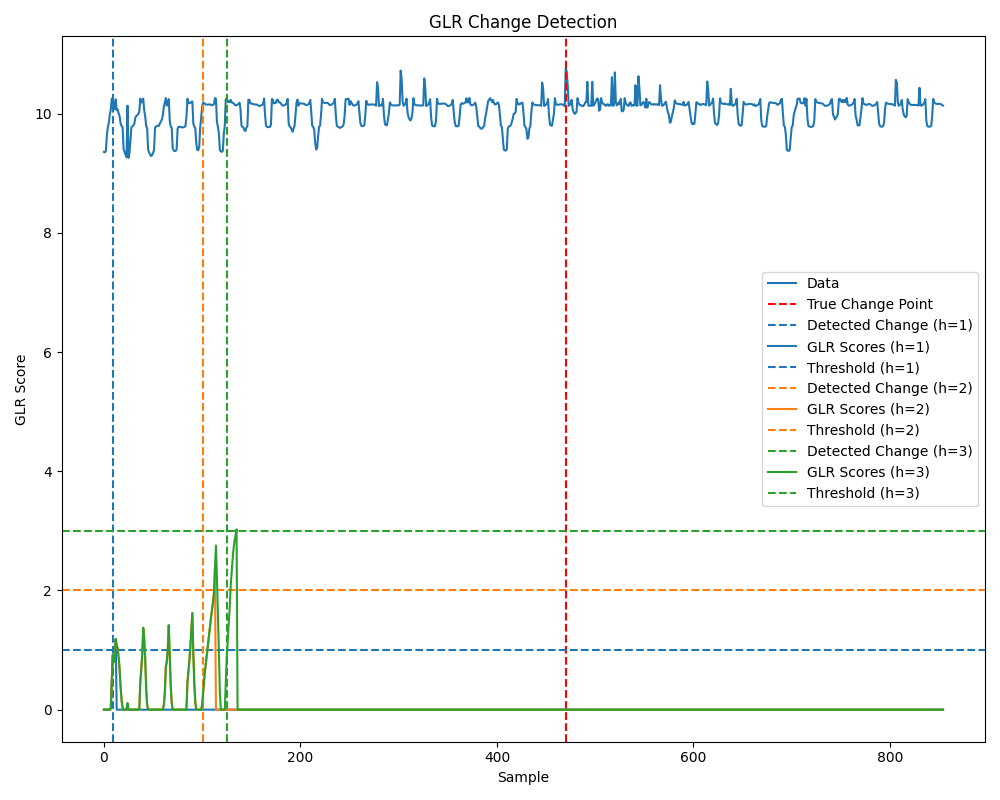 GLR Change Detection
GLR Score
10
8
6
4
2
0
Data
True Change Point
Detected Change (h=1)
GLR Scores (h=1)
Threshold (h=1)
Detected Change (h=2)
GLR Scores (h=2)
Threshold (h=2)
Detected Change (h=3)
GLR Scores (h=3)
Threshold (h=3)
0 200 400 600 800
Sample